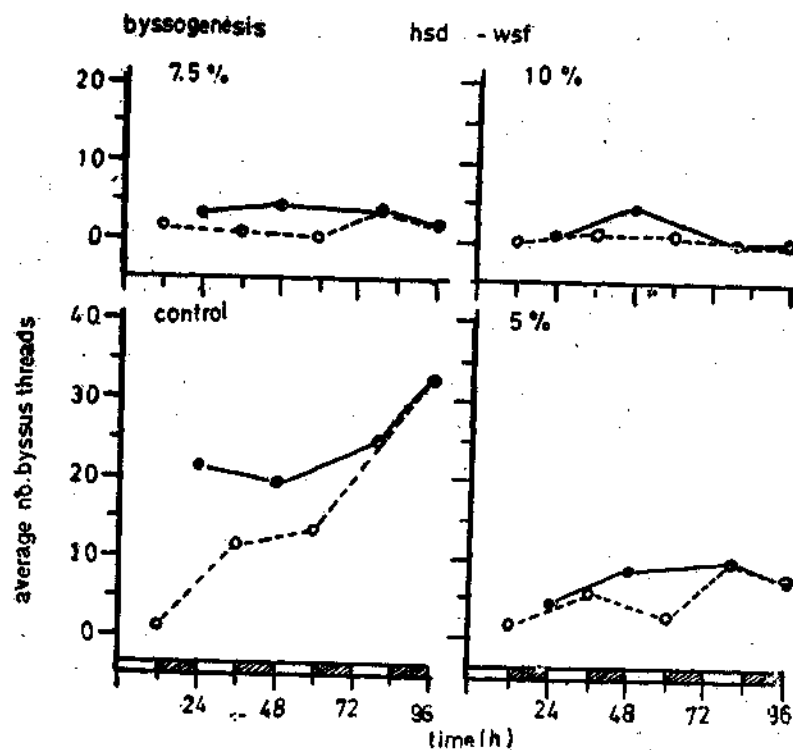 byssogenesis hsd - wsf
7.5 % 10 %
20
10
0
control 5 %
40
30
20
10
0
average nb. byssus threads
24 48 72 96 24 48 72 96
time (h)